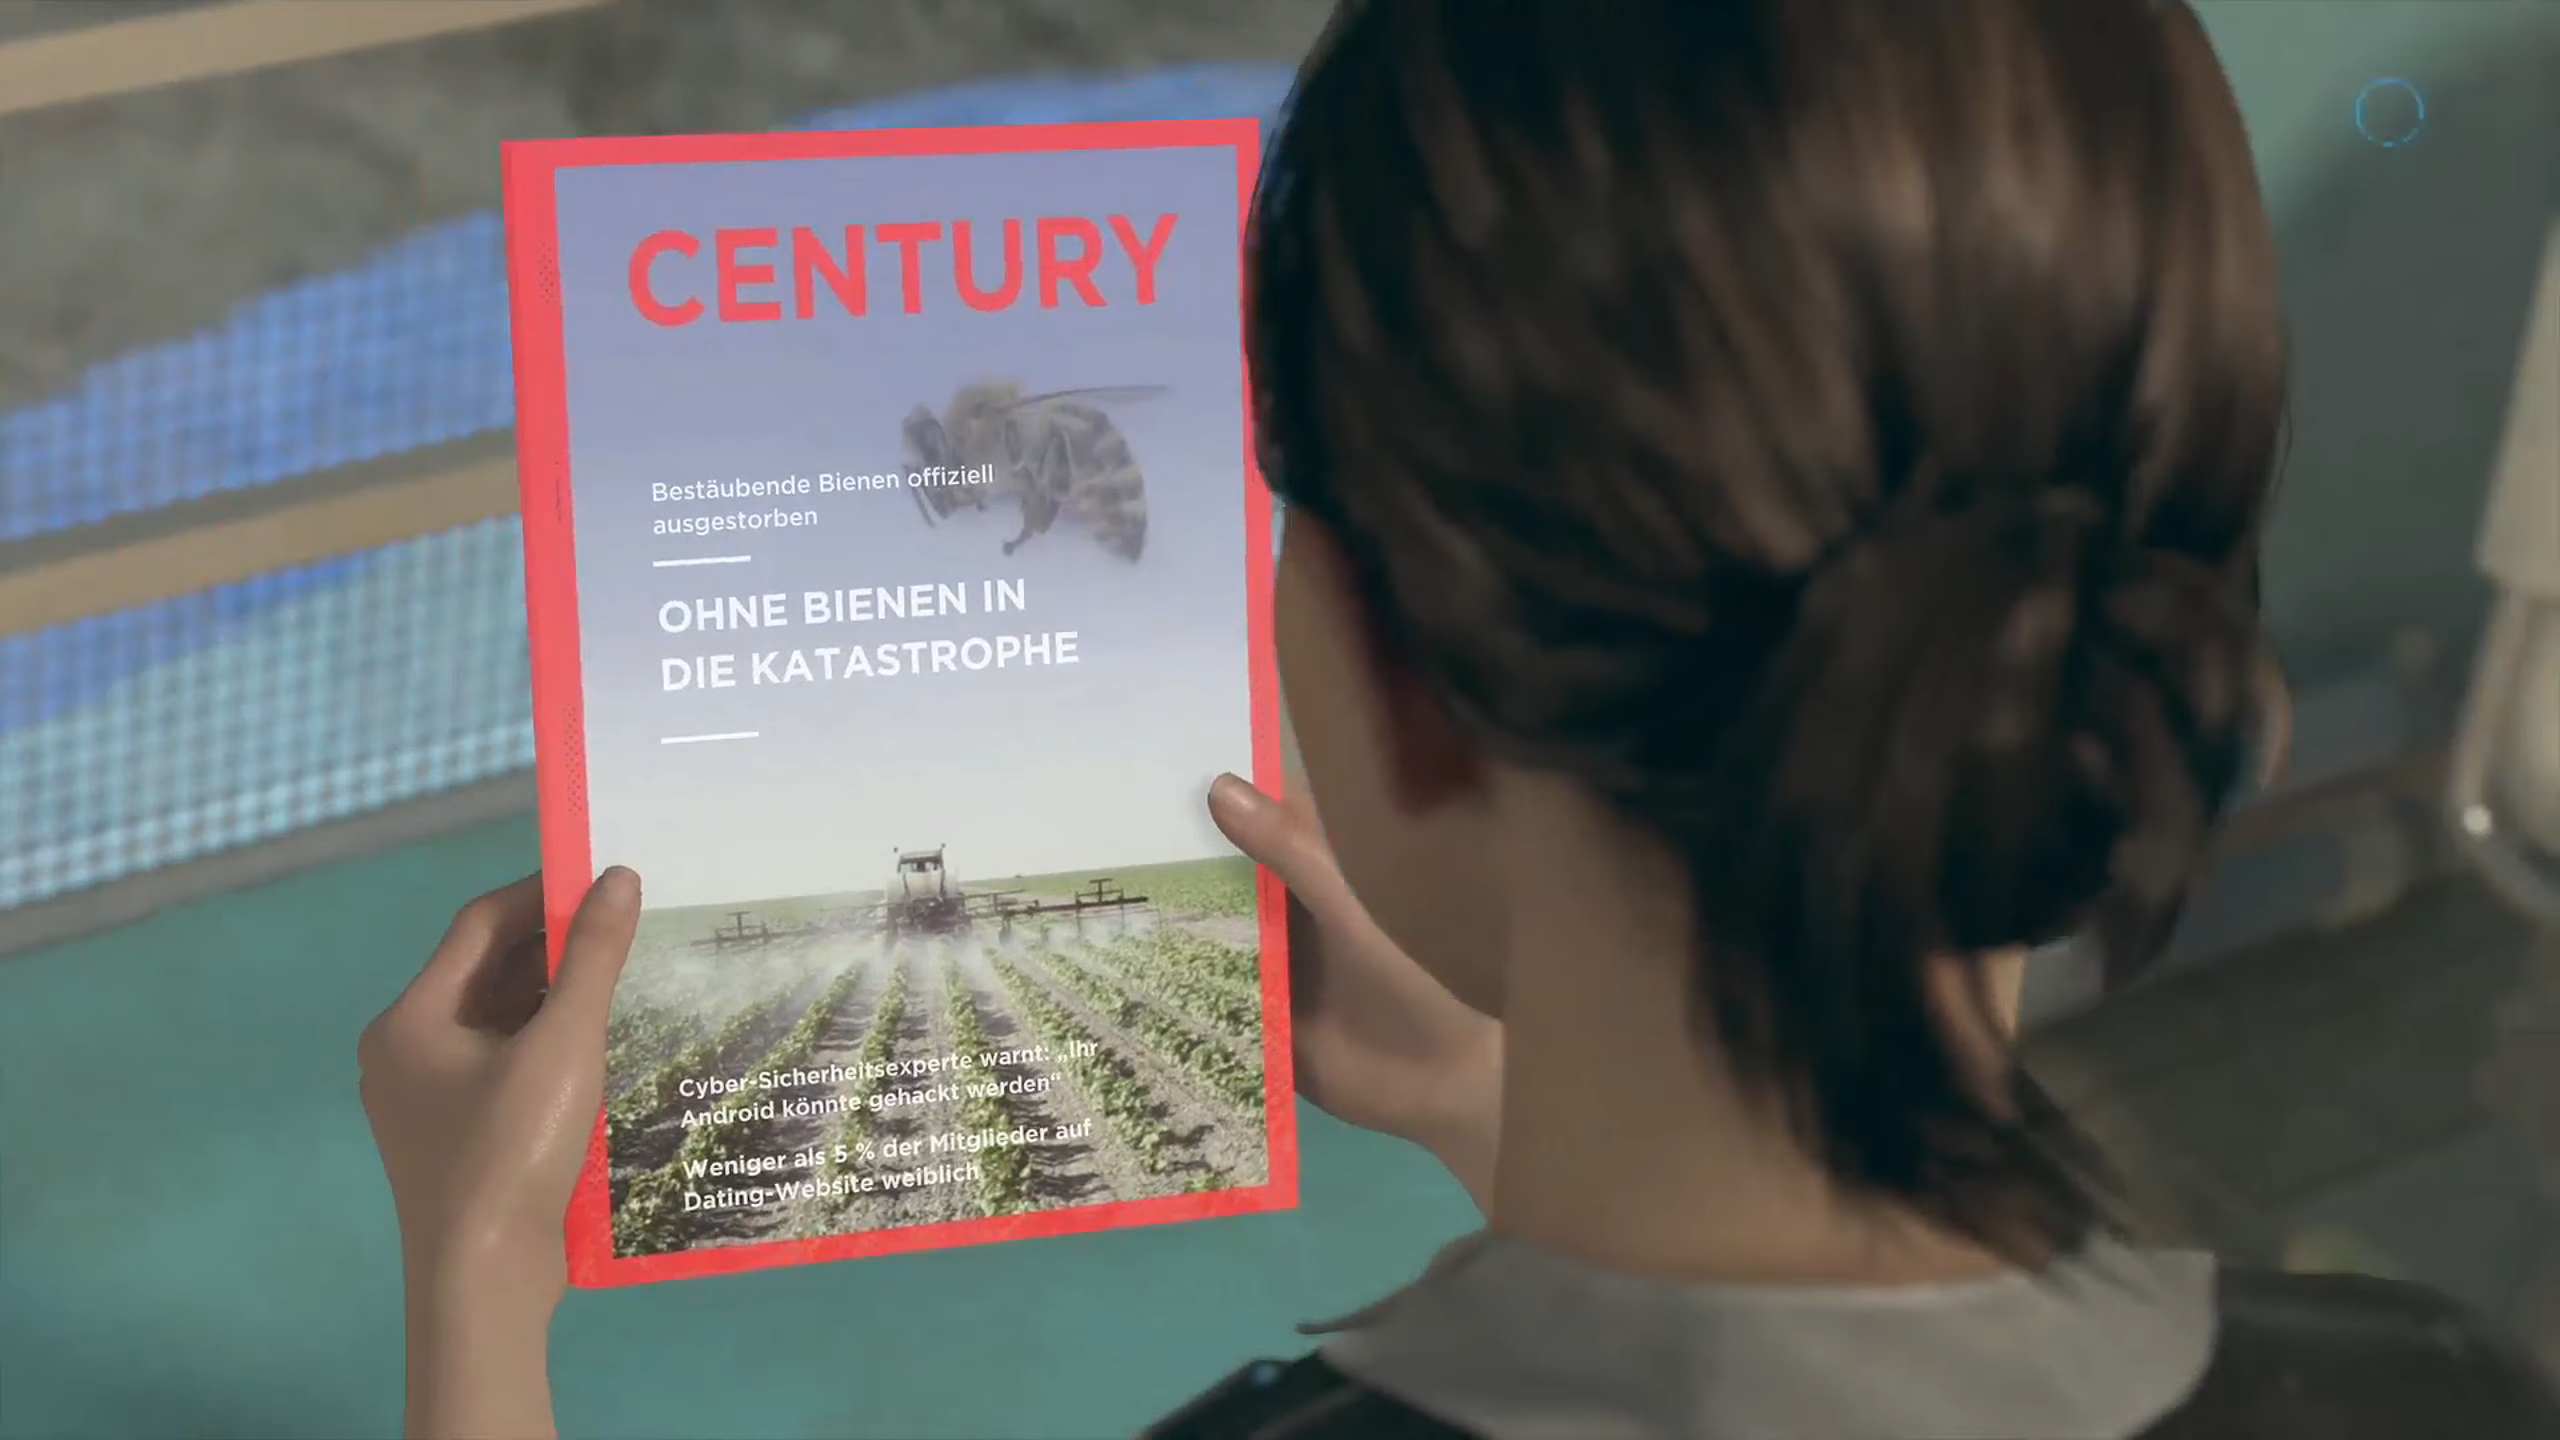 CENTURY
Bestäubende Bienen offiziell
ausgestorben
OHNE BIENEN IN
DIE KATASTROPHE
Cyber-Sicherheitsexperte warnt: „Ihr
Android könnte gehackt werden“
Weniger als 5 % der Mitglieder auf
Dating-Website weiblich